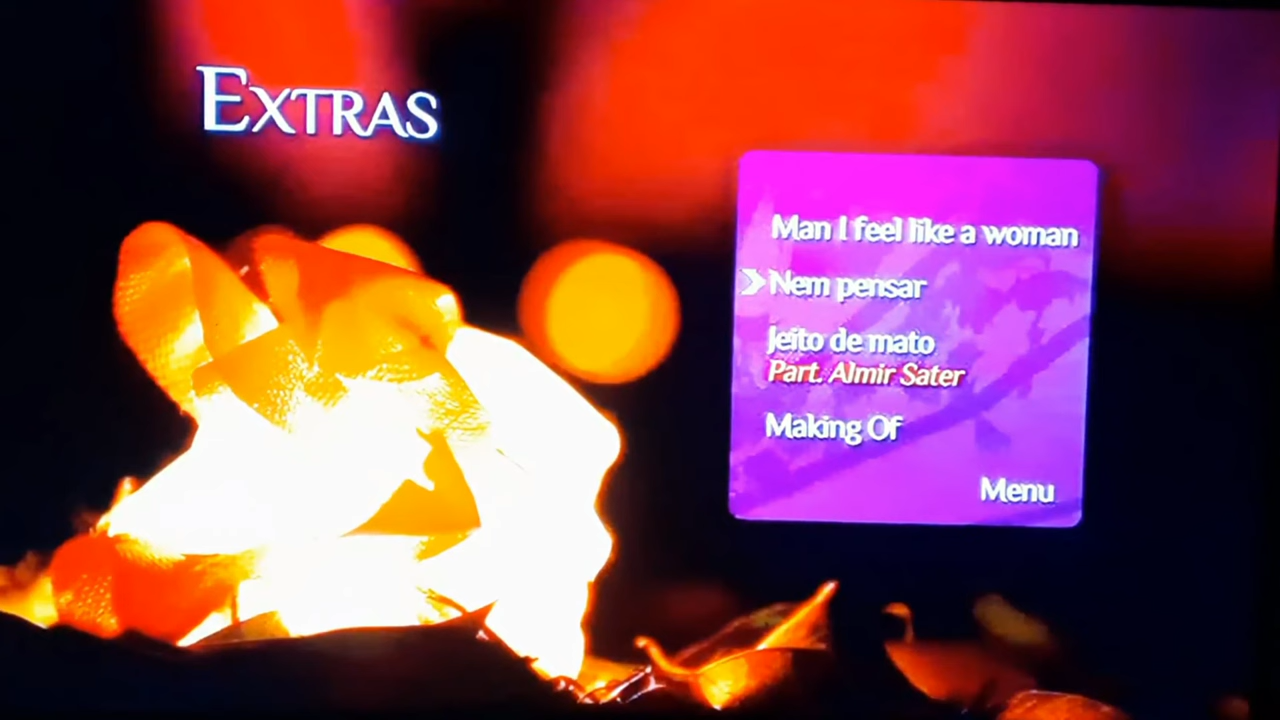 EXTRAS
Man I feel like a woman
Nem pensar
Jeito de mato
Part. Almir Sater
Making Of
Menu